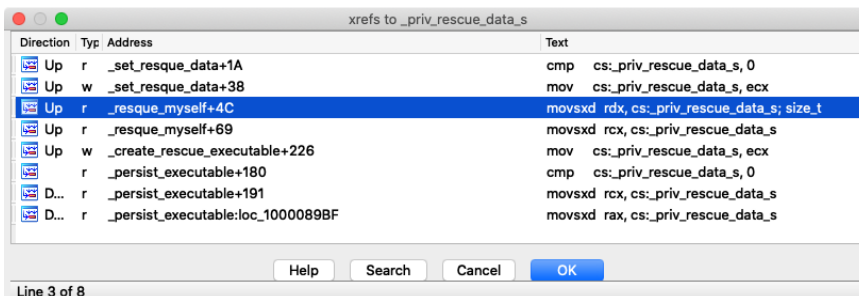 xrefs to _priv_rescue_data_s
Direction Typ Address Text
Up r _set_resque_data+1A cmp cs:_priv_rescue_data_s, 0
Up w _set_resque_data+38 mov cs:_priv_rescue_data_s, ecx
Up r _resque_myself+4C movsxd rdx, cs:_priv_rescue_data_s; size_t
Up r _resque_myself+69 movsxd rcx, cs:_priv_rescue_data_s
Up w _create_rescue_executable+226 mov cs:_priv_rescue_data_s, ecx
r _persist_executable+180 cmp cs:_priv_rescue_data_s, 0
D... r _persist_executable+191 movsxd rcx, cs:_priv_rescue_data_s
D... r _persist_executable:loc_1000089BF movsxd rax, cs:_priv_rescue_data_s
Help Search Cancel OK
Line 3 of 8